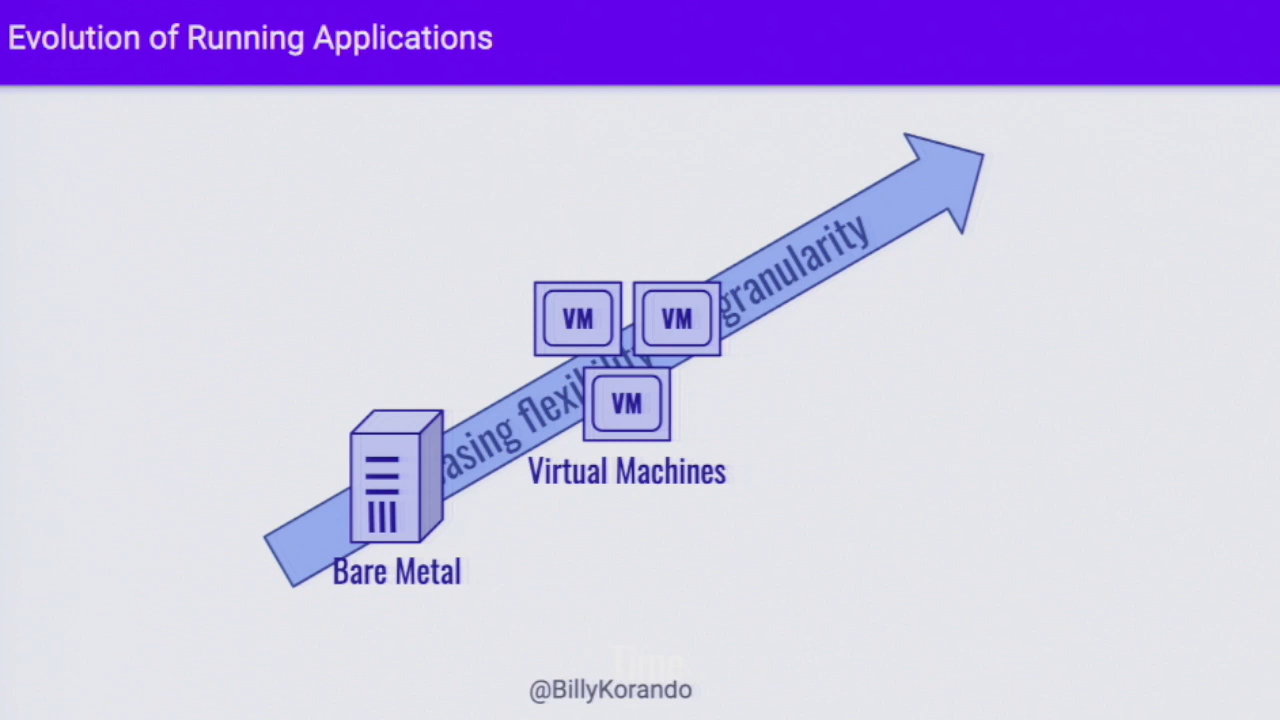 Evolution of Running Applications
granularity
VM VM
VM
Virtual Machines
Bare Metal
@BillyKorando